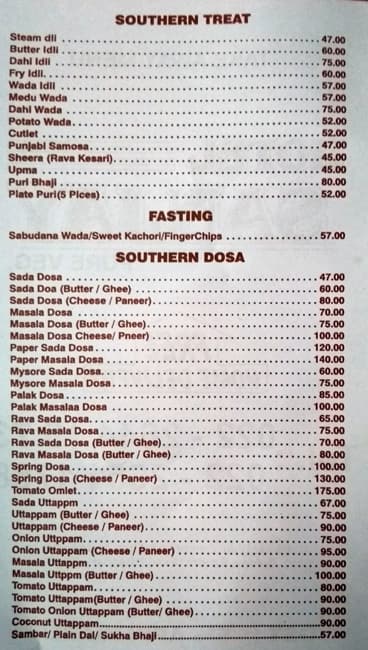 SOUTHERN TREAT
Steam dli 47.00
Butter Idli 60.00
Dahi Idli 75.00
Fry Idli. 60.00
Wada Idli 57.00
Medu Wada 57.00
Dahl Wada 75.00
Potato Wada 52.00
Cutlet 52.00
Punjabi Samosa 47.00
Sheera (Rava Kesari) 45.00
Upma 45.00
Puri Bhaji 80.00
Plate Puri(5 Pices) 52.00
FASTING
Sabudana Wada/Sweet Kachori/FingerChips 57.00
SOUTHERN DOSA
Sada Dosa 47.00
Sada Doa (Butter / Ghee) 60.00
Sada Dosa (Cheese / Paneer) 80.00
Masala Dosa 70.00
Masala Dosa (Butter / Ghee) 75.00
Masala Dosa Cheese/ Pneer) 100.00
Paper Sada Dosa 120.00
Paper Masala Dosa 140.00
Mysore Sada Dosa. 60.00
Mysore Masala Dosa 75.00
Palak Dosa 85.00
Palak Masalaa Dosa 100.00
Rava Sada Dosa 65.00
Rava Masala Dosa 75.00
Rava Sada Dosa (Butter / Ghee) 70.00
Rava Masala Dosa (Butter / Ghee) 80.00
Spring Dosa 100.00
Spring Dosa (Cheese / Paneer) 130.00
Tomato Omlet 175.00
Sada Uttappm 67.00
Uttappam (Butter / Ghee) 75.00
Uttappam (Cheese / Paneer) 90.00
Onion Uttppam 75.00
Onion Uttappam (Cheese / Paneer) 95.00
Masala Uttappm 90.00
Masala Uttppm (Butter / Ghee) 100.00
Tomato Uttappam 80.00
Tomato Uttappam(Butter / Ghee) 90.00
Tomato Onion Uttappam (Butter/ Ghee) 90.00
Coconut Uttappam 90.00
Sambar/ Plain Dal/ Sukha Bhaji 57.00